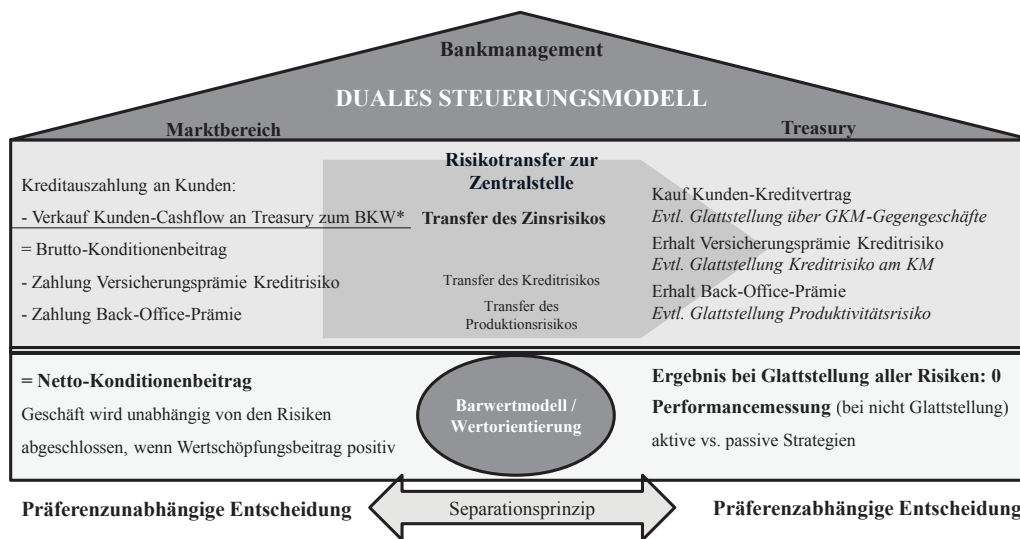 Bankmanagement
DUALES STEUERUNGSMODELL
Marktbereich
Treasury
Kreditauszahlung an Kunden:
- Verkauf Kunden-Cashflow an Treasury zum BKW*
= Brutto-Konditionenbeitrag
- Zahlung Versicherungsprämie Kreditrisiko
- Zahlung Back-Office-Prämie
Risikotransfer zur
Zentralstelle
Transfer des Zinsrisikos
Transfer des Kreditrisikos
Transfer des
Produktionsrisikos
Kauf Kunden-Kreditvertrag
Evtl. Glattstellung über GKM-Gegengeschäfte
Erhalt Versicherungsprämie Kreditrisiko
Evtl. Glattstellung Kreditrisiko am KM
Erhalt Back-Office-Prämie
Evtl. Glattstellung Produktivitätsrisiko
= Netto-Konditionenbeitrag
Geschäft wird unabhängig von den Risiken
abgeschlossen, wenn Wertschöpfungsbeitrag positiv
Barwertmodell /
Wertorientierung
Ergebnis bei Glattstellung aller Risiken: 0
Performancemessung (bei nicht Glattstellung)
aktive vs. passive Strategien
Präferenzunabhängige Entscheidung
Separationsprinzip
Präferenzabhängige Entscheidung